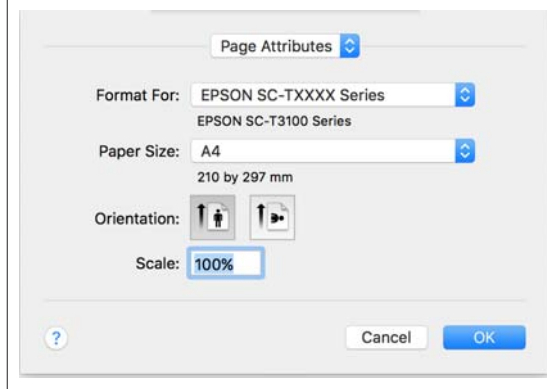 Page Attributes
Format For: EPSON SC-TXXXX Series
EPSON SC-T3100 Series
Paper Size: A4
210 by 297 mm
Orientation:
Scale: 100%
? Cancel OK